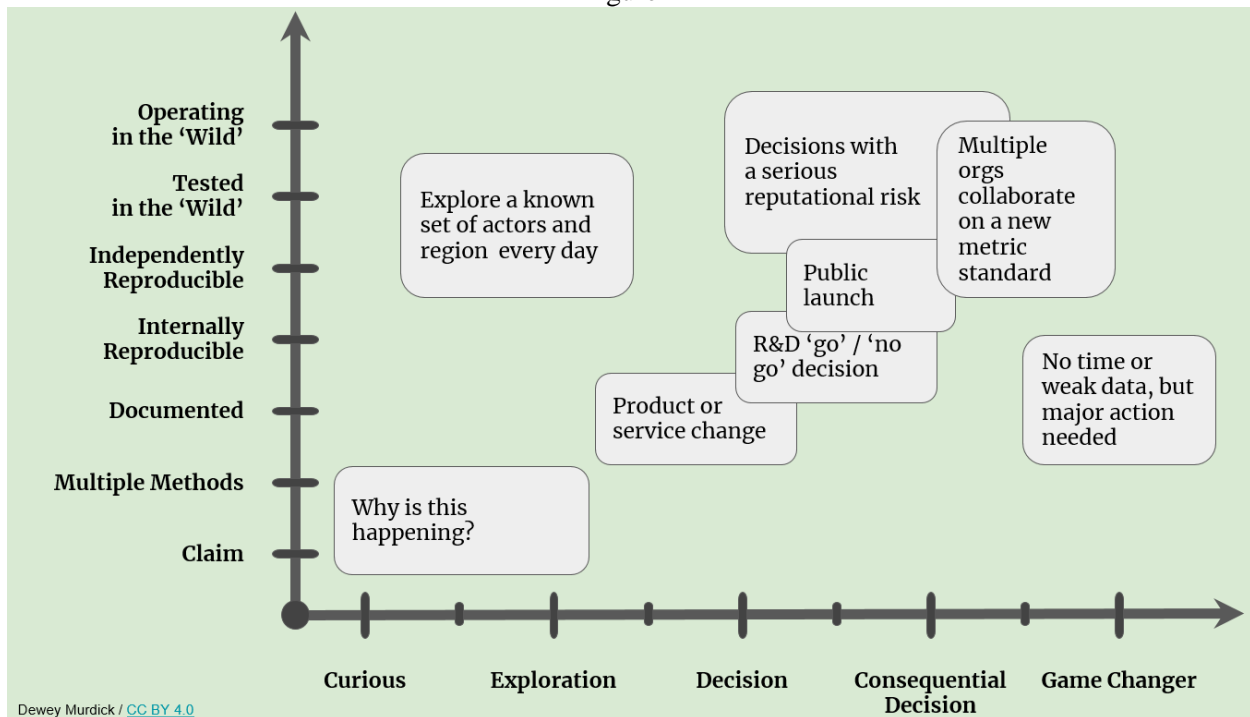 Operating
in the ‘Wild’
Tested
in the ‘Wild’
Independently
Reproducible
Internally
Reproducible
Documented
Multiple Methods
Claim
Explore a known
set of actors and
region every day
Decisions with
a serious
reputational risk
Multiple
orgs
collaborate
on a new
metric
standard
Public
launch
R&D ‘go’ / ‘no
go’ decision
Product or
service change
No time or
weak data, but
major action
needed
Why is this
happening?
Curious
Exploration
Decision
Consequential
Decision
Game Changer
Dewey Murdick / CC BY 4.0